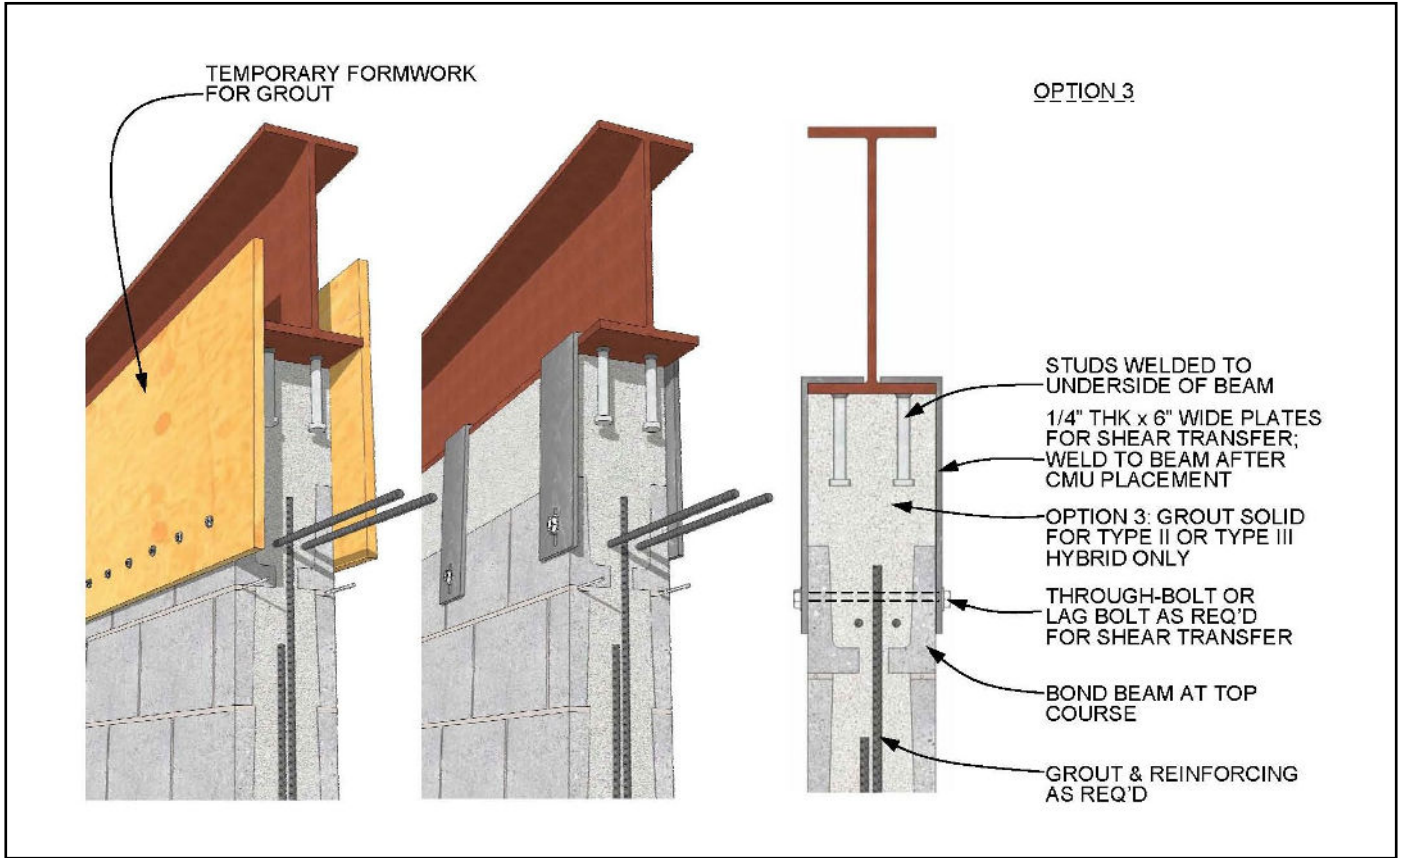 TEMPORARY FORMWORK
FOR GROUT
OPTION 3
STUDS WELDED TO
UNDERSIDE OF BEAM
1/4" THK x 6" WIDE PLATES
FOR SHEAR TRANSFER;
WELD TO BEAM AFTER
CMU PLACEMENT
OPTION 3: GROUT SOLID
FOR TYPE II OR TYPE III
HYBRID ONLY
THROUGH-BOLT OR
LAG BOLT AS REQ'D
FOR SHEAR TRANSFER
BOND BEAM AT TOP
COURSE
GROUT & REINFORCING
AS REQ'D